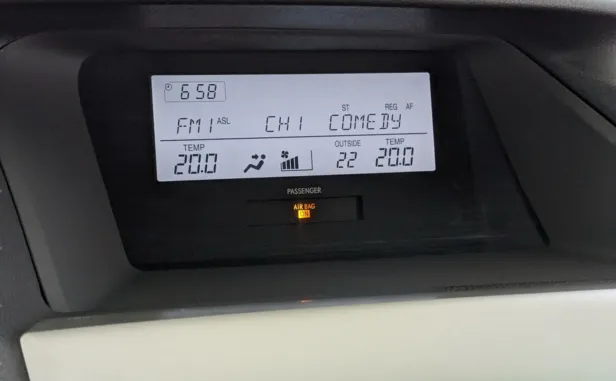 6:58
ST REG AF
FM1 ASL CH1 COMEDY
TEMP OUTSIDE TEMP
20.0 22 20.0
PASSENGER
AIR BAG
ON